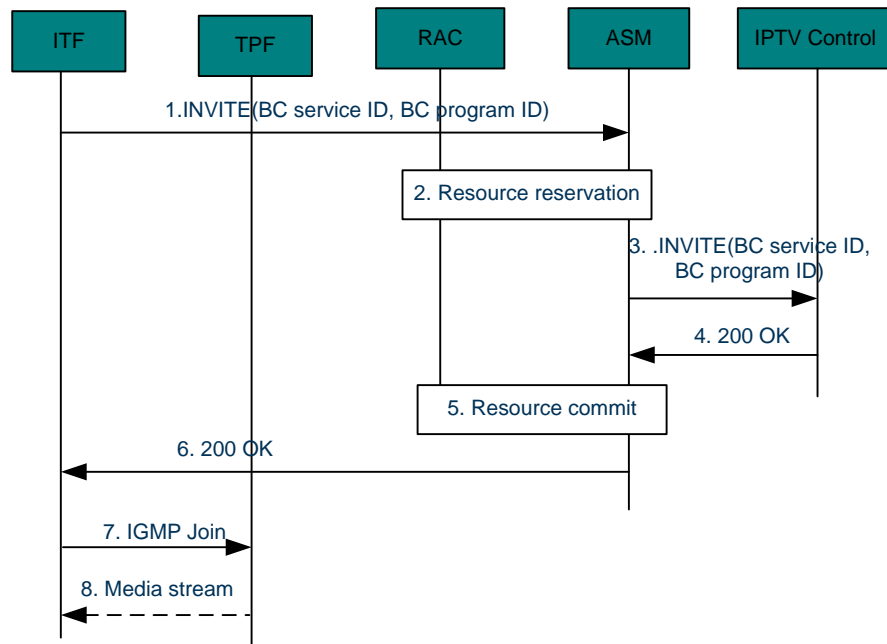 ITF
TPF
RAC
ASM
IPTV Control
1.INVITE(BC service ID, BC program ID)
2. Resource reservation
3. .INVITE(BC service ID,
BC program ID)
4. 200 OK
5. Resource commit
6. 200 OK
7. IGMP Join
8. Media stream